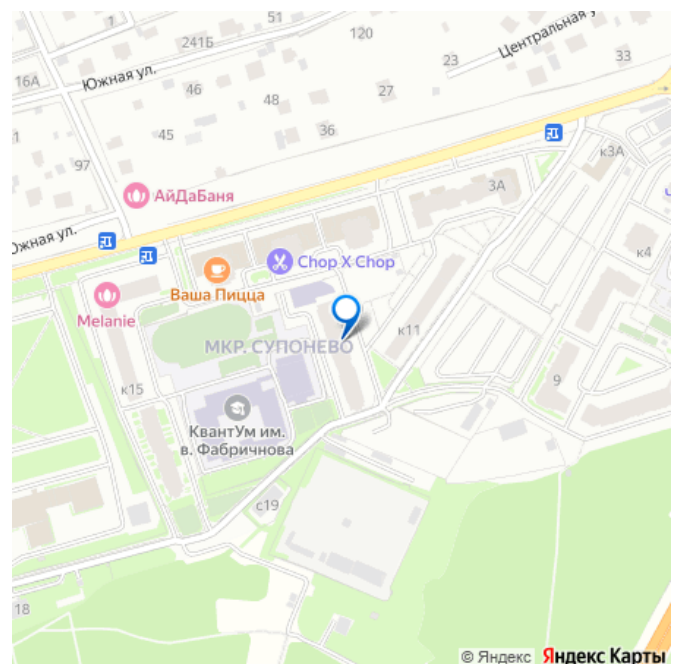 51
1
241Б
120
Центральная у
16А
Южная ул.
23
33
46
27
48
1
45
36
97
к3А
АйДаБаня
3А
Южная ул.
Chop X Chop
к4
Ваша Пицца
Melanie
МКР. СУПОНЕВО
к11
к15
9
КвантУм им.
в. Фабричнова
с19
18
© Яндекс Яндекс Карты